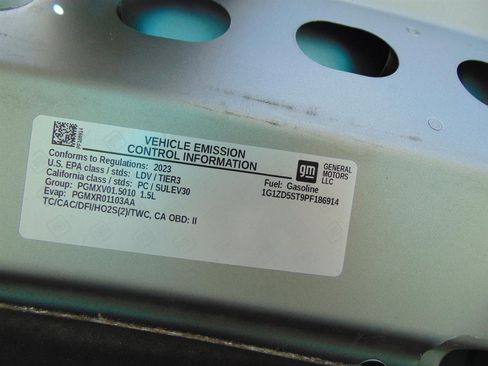 VEHICLE EMISSION
CONTROL INFORMATION
Conforms to Regulations: 2023
U.S. EPA class / stds: LDV / TIER3
California class / stds: PC / SULEV30
Group: PGMXV01.5010 1.5L
Evap: PGMXR01103AA
TC/CAC/DFI/HO2S(2)/TWC, CA OBD: II
gm
GENERAL
MOTORS
LLC
Fuel: Gasoline
1G1ZD5ST9PF186914